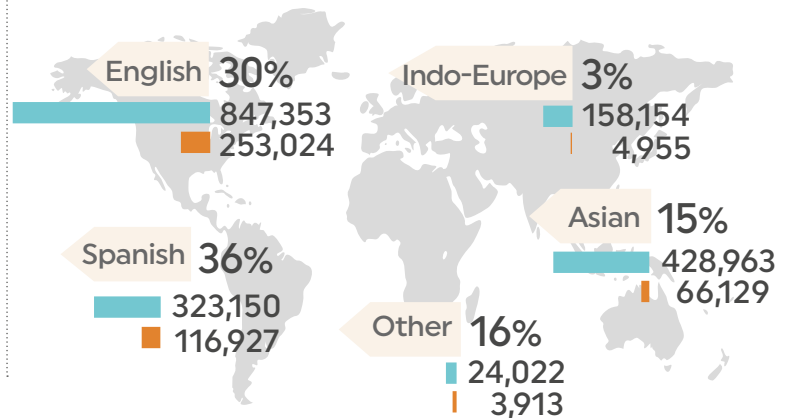 English 30%
847,353
253,024
Indo-Europe 3%
158,154
4,955
Asian 15%
428,963
66,129
Spanish 36%
323,150
116,927
Other 16%
24,022
3,913